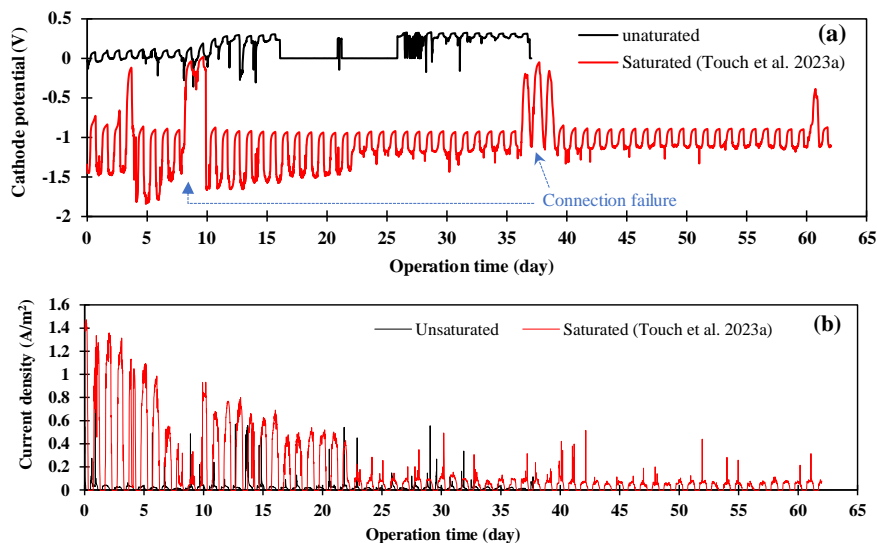 0.5
0
-0.5
-1
-1.5
-2
Cathode potential (V)
unaturated
Saturated (Touch et al. 2023a)
(a)
Connection failure
0 5 10 15 20 25 30 35 40 45 50 55 60 65
Operation time (day)
1.6
1.4
1.2
1
0.8
0.6
0.4
0.2
0
Current density (A/m²)
Unsaturated
Saturated (Touch et al. 2023a)
(b)
0 5 10 15 20 25 30 35 40 45 50 55 60 65
Operation time (day)